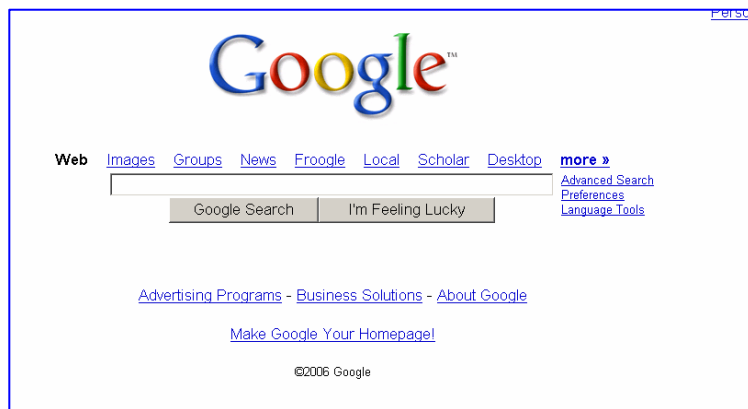 Google™
Web Images Groups News Froogle Local Scholar Desktop more »
Advanced Search
Preferences
Language Tools
Google Search I'm Feeling Lucky
Advertising Programs - Business Solutions - About Google
Make Google Your Homepage!
©2006 Google